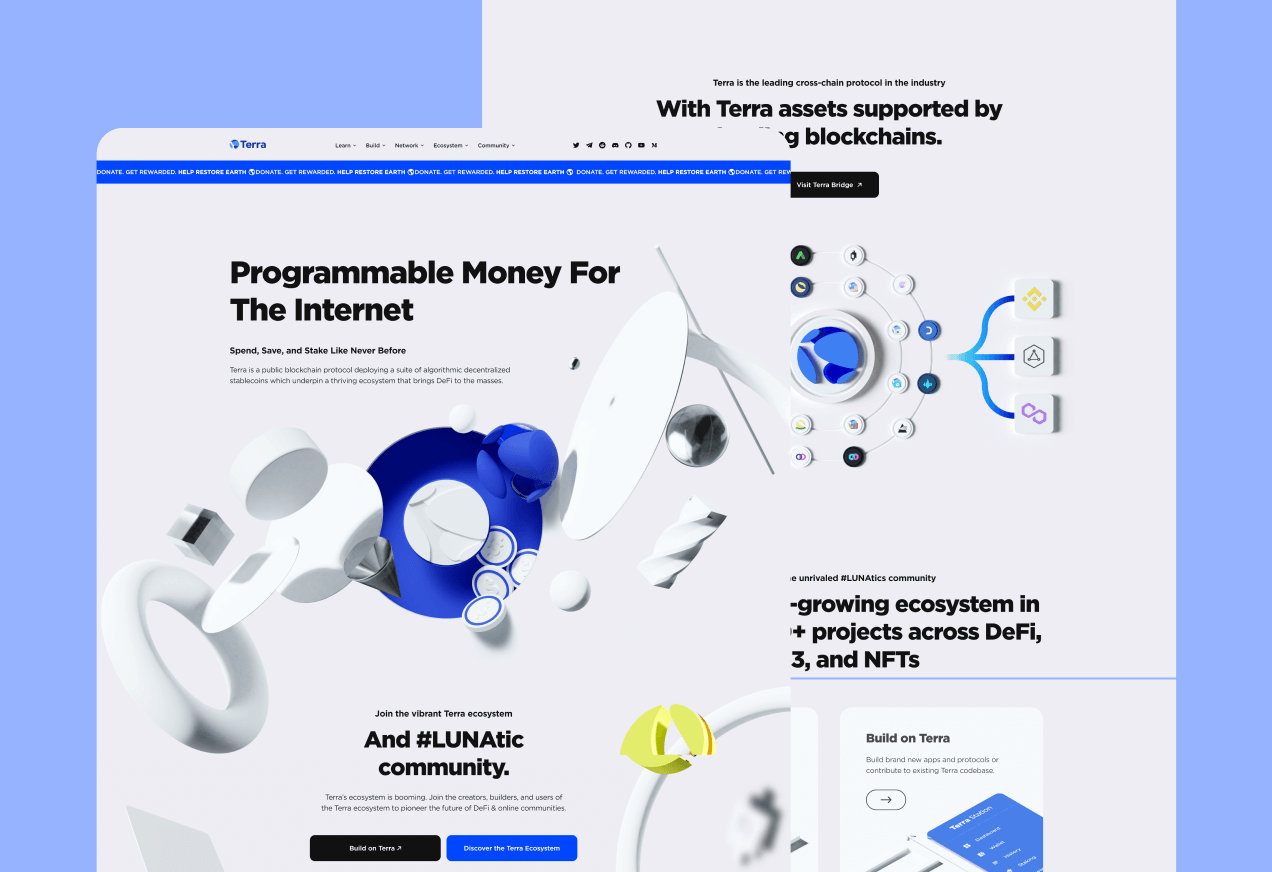 Terra is the leading cross-chain protocol in the industry
With Terra assets supported by
g blockchains.
Visit Terra Bridge ↗
Terra
Learn
Build
Network
Ecosystem
Community
DONATE. GET REWARDED. HELP RESTORE EARTH DONATE. GET REWARDED. HELP RESTORE EARTH DONATE. GET REWARDED. HELP RESTORE EARTH DONATE. GET REWARDED. HELP RESTORE EARTH DONATE. GET REW
Programmable Money For
The Internet
Spend, Save, and Stake Like Never Before
Terra is a public blockchain protocol deploying a suite of algorithmic decentralized
stablecoins which underpin a thriving ecosystem that brings DeFi to the masses.
e unrivaled #LUNAtics community
-growing ecosystem in
+ projects across DeFi,
3, and NFTs
Join the vibrant Terra ecosystem
And #LUNAtic
community.
Terra's ecosystem is booming. Join the creators, builders, and users of
the Terra ecosystem to pioneer the future of DeFi & online communities.
Build on Terra ↗
Discover the Terra Ecosystem
Build on Terra
Build brand new apps and protocols or
contribute to existing Terra codebase.
Terra Station
Dashboard
Wallet
History
Staking